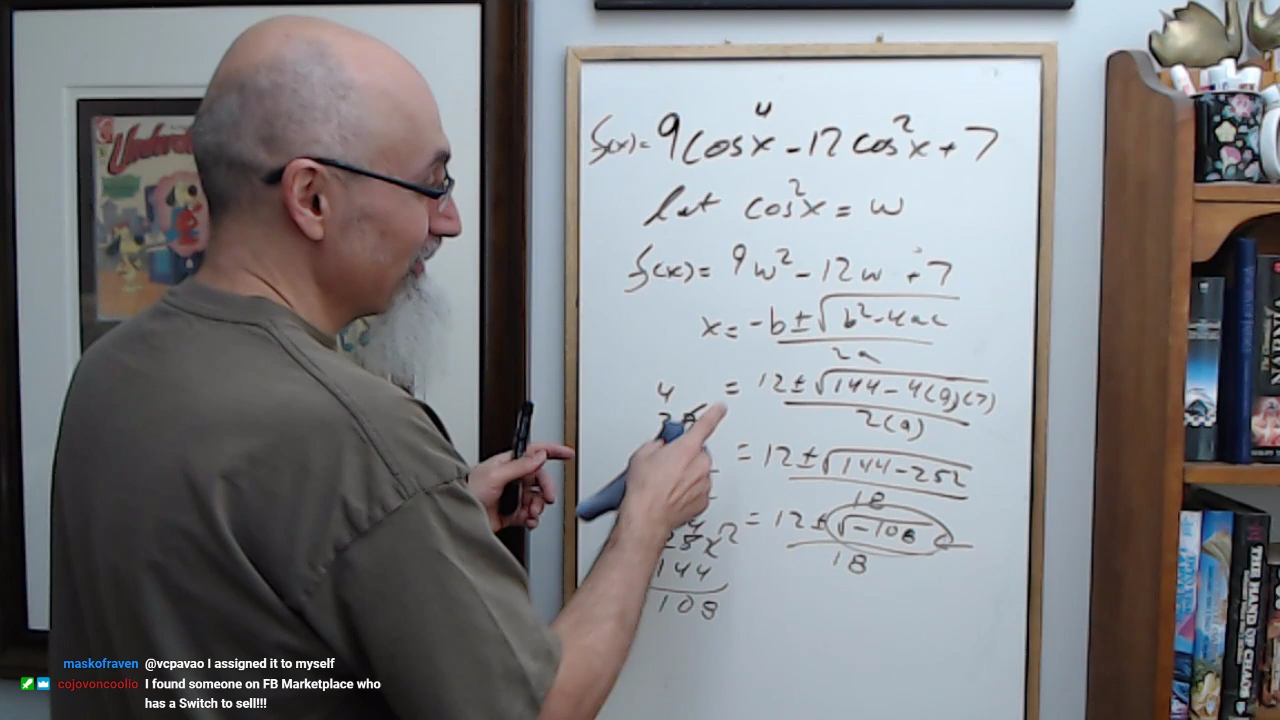 f(x) = 9cos⁴x - 12cos²x + 7
let cos²x = w
f(x) = 9w² - 12w + 7
x = -b ± √b² - 4ac
2a
4
28
= 12 ± √144 - 4(9)(7)
2(9)
= 12 ± √144 - 252
18
= 12 ± √-108
18
144
108
THE HAND OF CHAOS
maskofraven @vcpavao I assigned it to myself
cojovoncoolio I found someone on FB Marketplace who
has a Switch to sell!!!